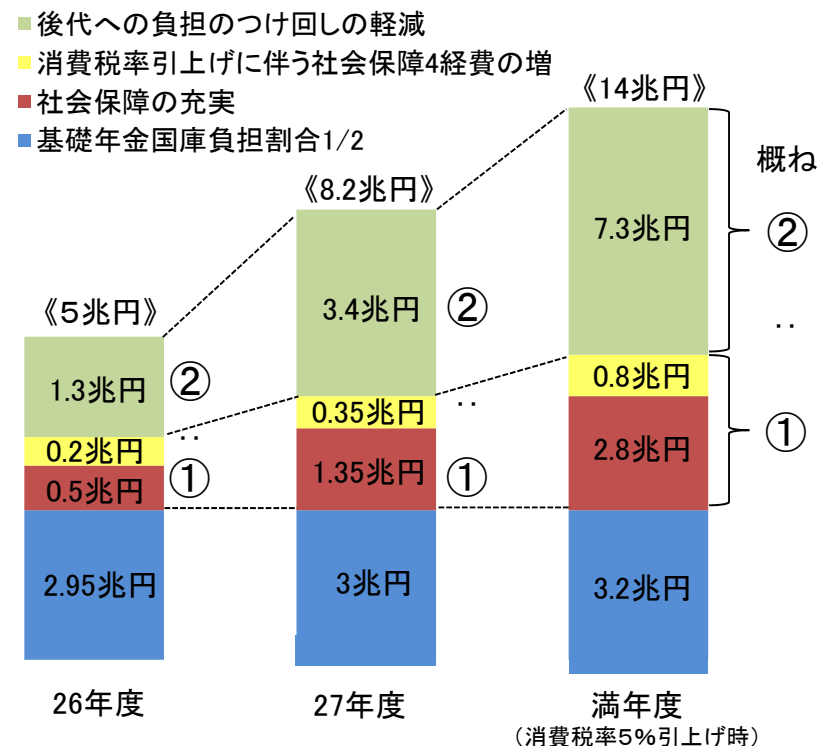 ■後代への負担のつけ回しの軽減
■消費税率引上げに伴う社会保障4経費の増
■社会保障の充実
■基礎年金国庫負担割合1/2
《5兆円》
1.3兆円
②
‥
0.2兆円
0.5兆円
①
2.95兆円
26年度
《8.2兆円》
3.4兆円
②
‥
0.35兆円
1.35兆円
①
3兆円
27年度
《14兆円》
概ね
7.3兆円
②
‥
0.8兆円
2.8兆円
①
3.2兆円
満年度
(消費税率5%引上げ時)